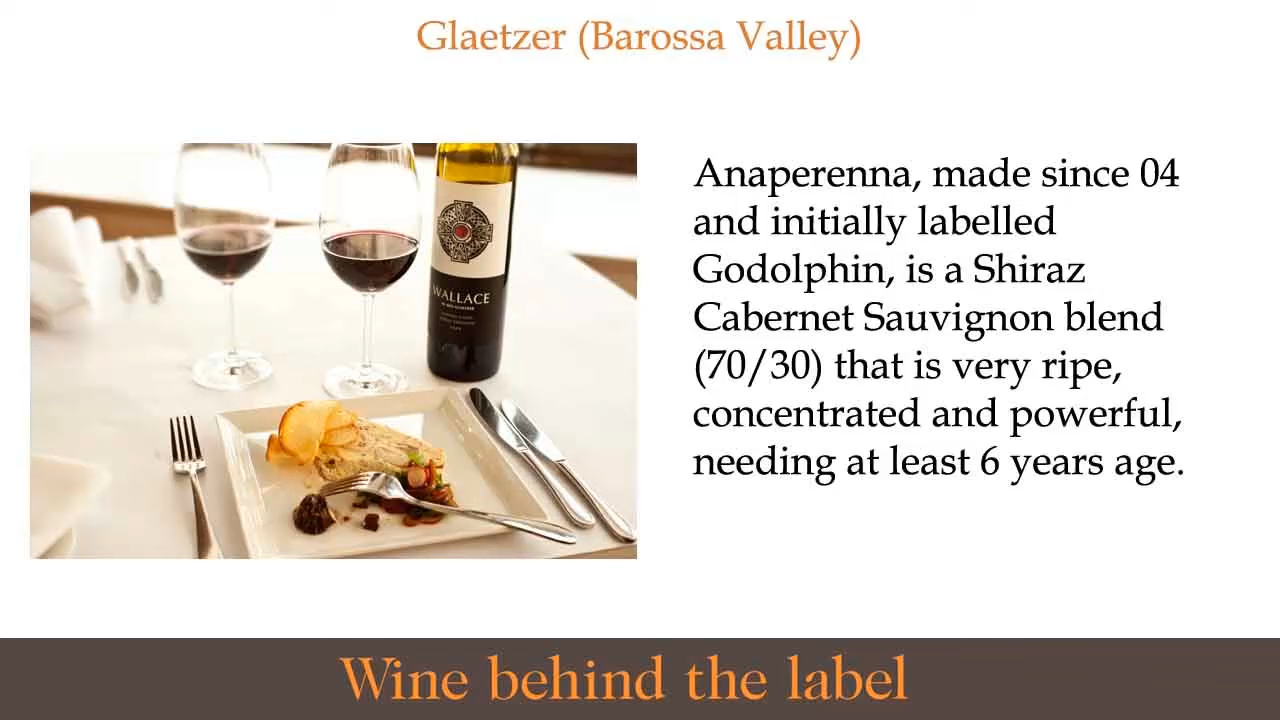 Glaetzer (Barossa Valley)
Anaperenna, made since 04
and initially labelled
Godolphin, is a Shiraz
Cabernet Sauvignon blend
(70/30) that is very ripe,
concentrated and powerful,
needing at least 6 years age.
WALLACE
Wine behind the label